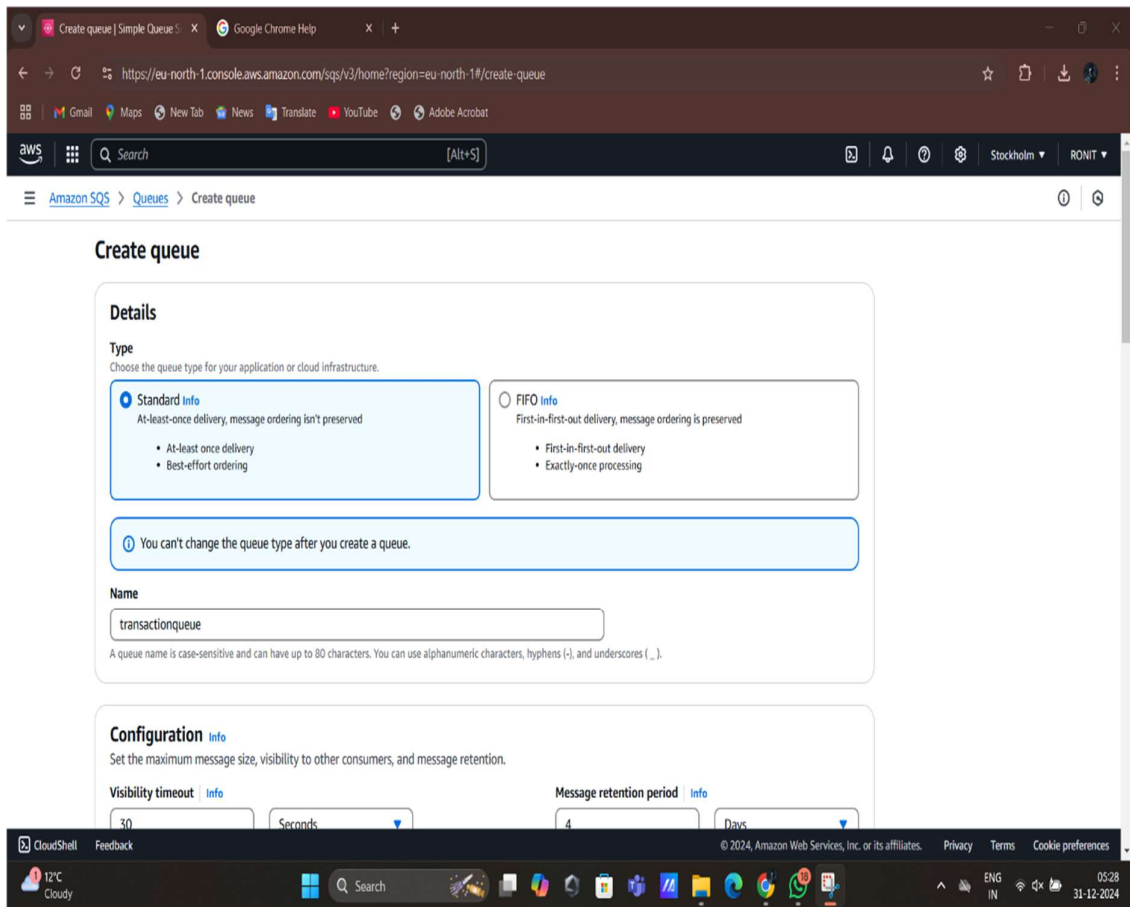 Create queue | Simple Queue S
Google Chrome Help
https://eu-north-1.console.aws.amazon.com/sqs/v3/home?region=eu-north-1#/create-queue
Gmail Maps New Tab News Translate YouTube Adobe Acrobat
aws Search [Alt+S] Stockholm RONIT
Amazon SQS > Queues > Create queue
Create queue
Details
Type
Choose the queue type for your application or cloud infrastructure.
Standard Info
At-least-once delivery, message ordering isn't preserved
• At-least once delivery
• Best-effort ordering
FIFO Info
First-in-first-out delivery, message ordering is preserved
• First-in-first-out delivery
• Exactly-once processing
You can't change the queue type after you create a queue.
Name
transactionqueue
A queue name is case-sensitive and can have up to 80 characters. You can use alphanumeric characters, hyphens (-), and underscores ( _ ).
Configuration Info
Set the maximum message size, visibility to other consumers, and message retention.
Visibility timeout Info
30 Seconds
Message retention period Info
4 Days
CloudShell Feedback © 2024, Amazon Web Services, Inc. or its affiliates. Privacy Terms Cookie preferences
1
12°C
Cloudy
Search
18
ENG
IN
05:28
31-12-2024